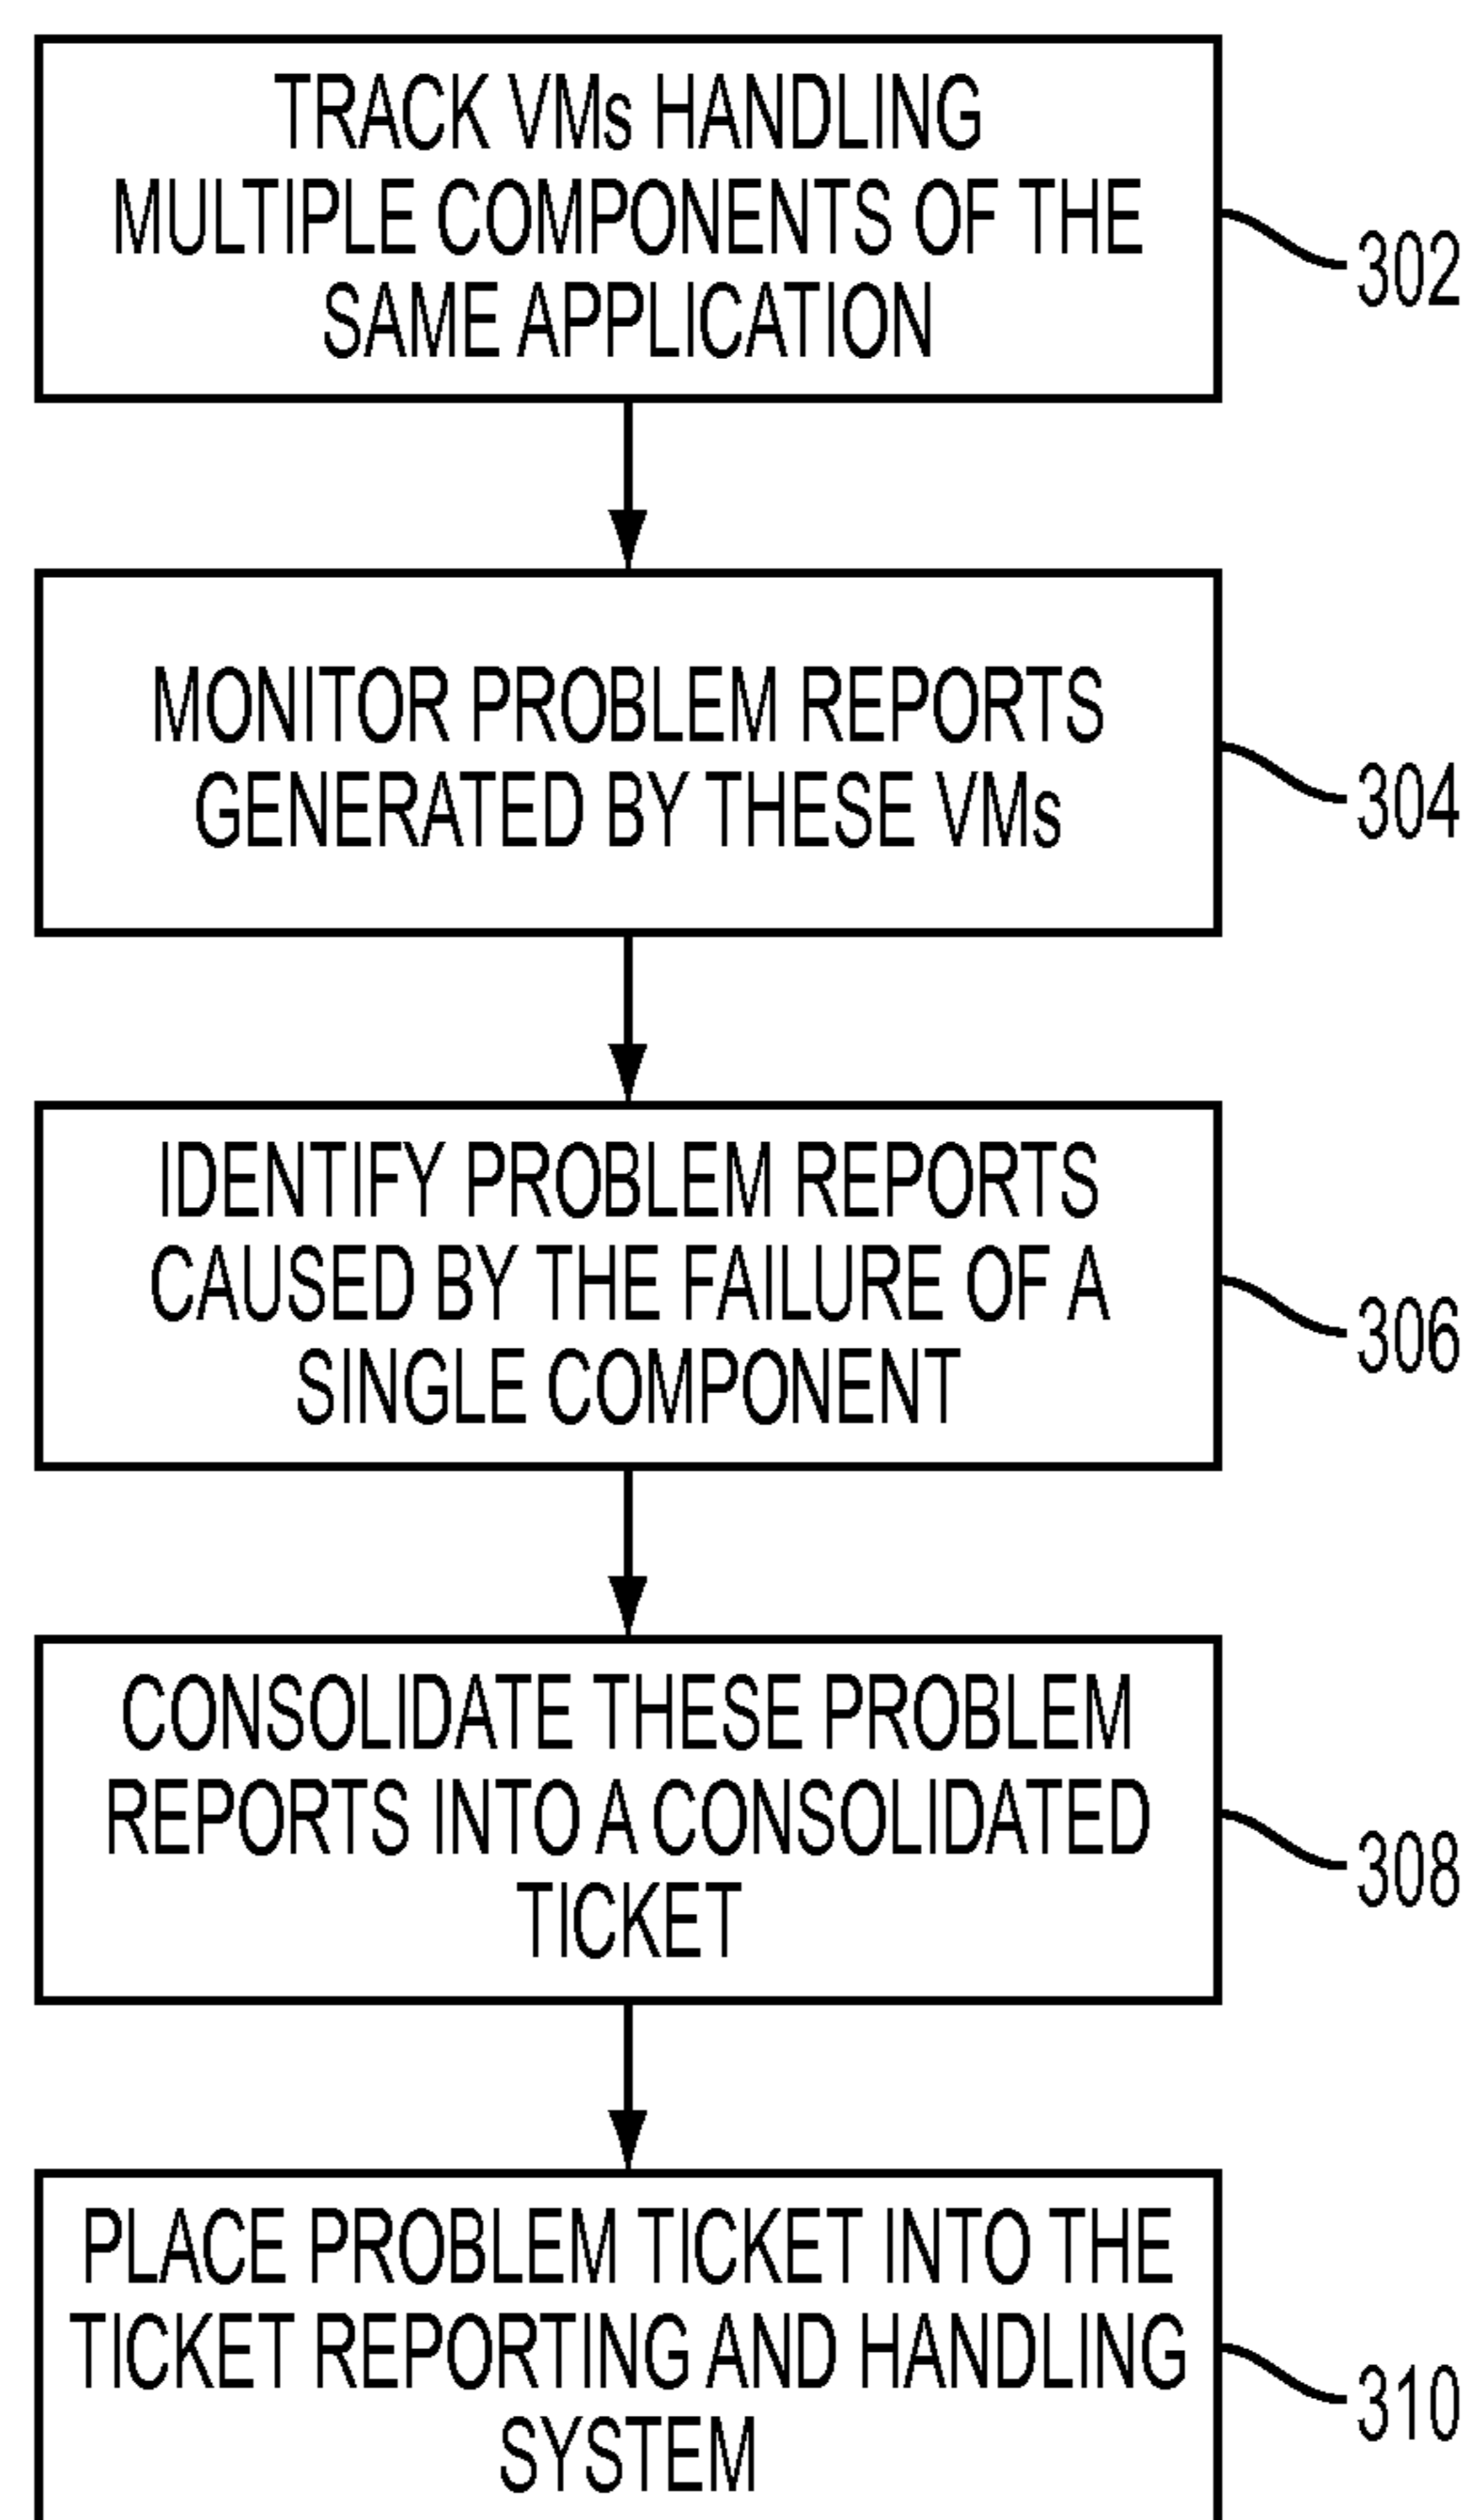 TRACK VMs HANDLING
MULTIPLE COMPONENTS OF THE
SAME APPLICATION
302
MONITOR PROBLEM REPORTS
GENERATED BY THESE VMs
304
IDENTIFY PROBLEM REPORTS
CAUSED BY THE FAILURE OF A
SINGLE COMPONENT
306
CONSOLIDATE THESE PROBLEM
REPORTS INTO A CONSOLIDATED
TICKET
308
PLACE PROBLEM TICKET INTO THE
TICKET REPORTING AND HANDLING
SYSTEM
310